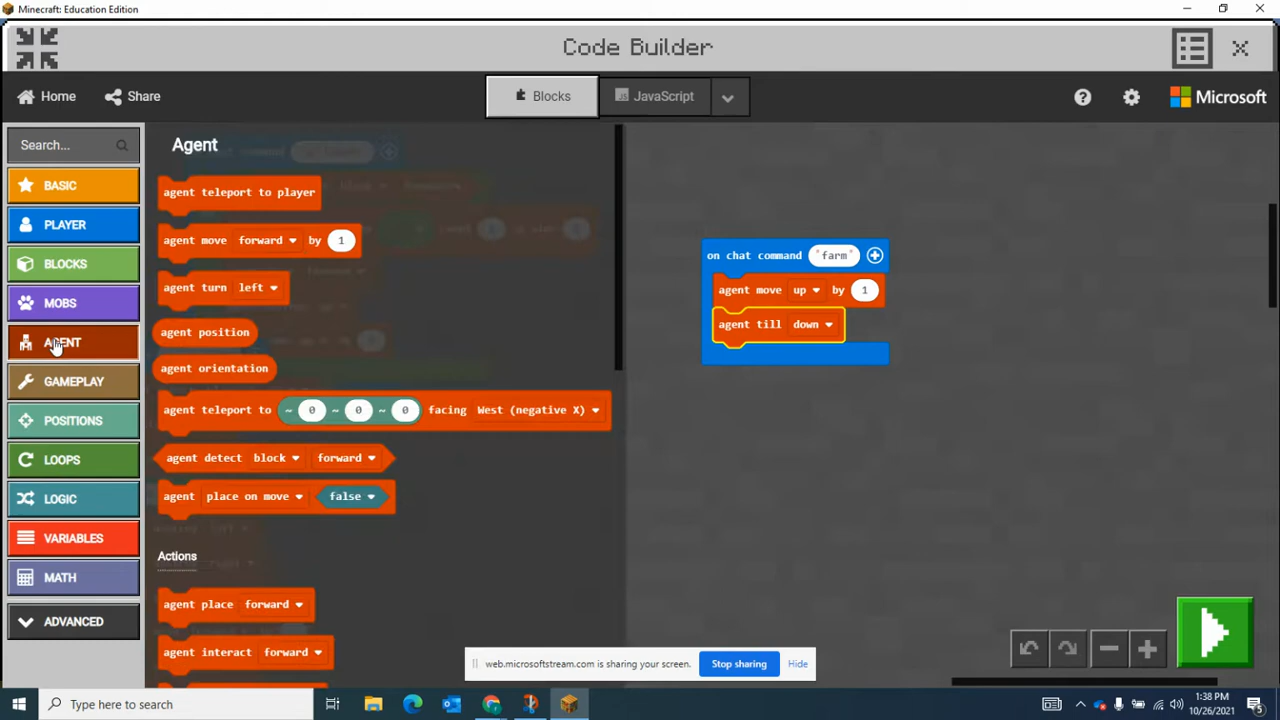 Minecraft: Education Edition
Code Builder
Home
Share
Blocks
JavaScript
Microsoft
Search...
BASIC
PLAYER
BLOCKS
MOBS
AGENT
GAMEPLAY
POSITIONS
LOOPS
LOGIC
VARIABLES
MATH
ADVANCED
Agent
agent teleport to player
agent move forward by 1
agent turn left
agent position
agent orientation
agent teleport to ~ 0 ~ 0 ~ 0 facing West (negative X)
agent detect block forward
agent place on move false
Actions
agent place forward
agent interact forward
on chat command "farm"
agent move up by 1
agent till down
web.microsoftstream.com is sharing your screen.
Stop sharing
Hide
Type here to search
1:38 PM
10/26/2021
5